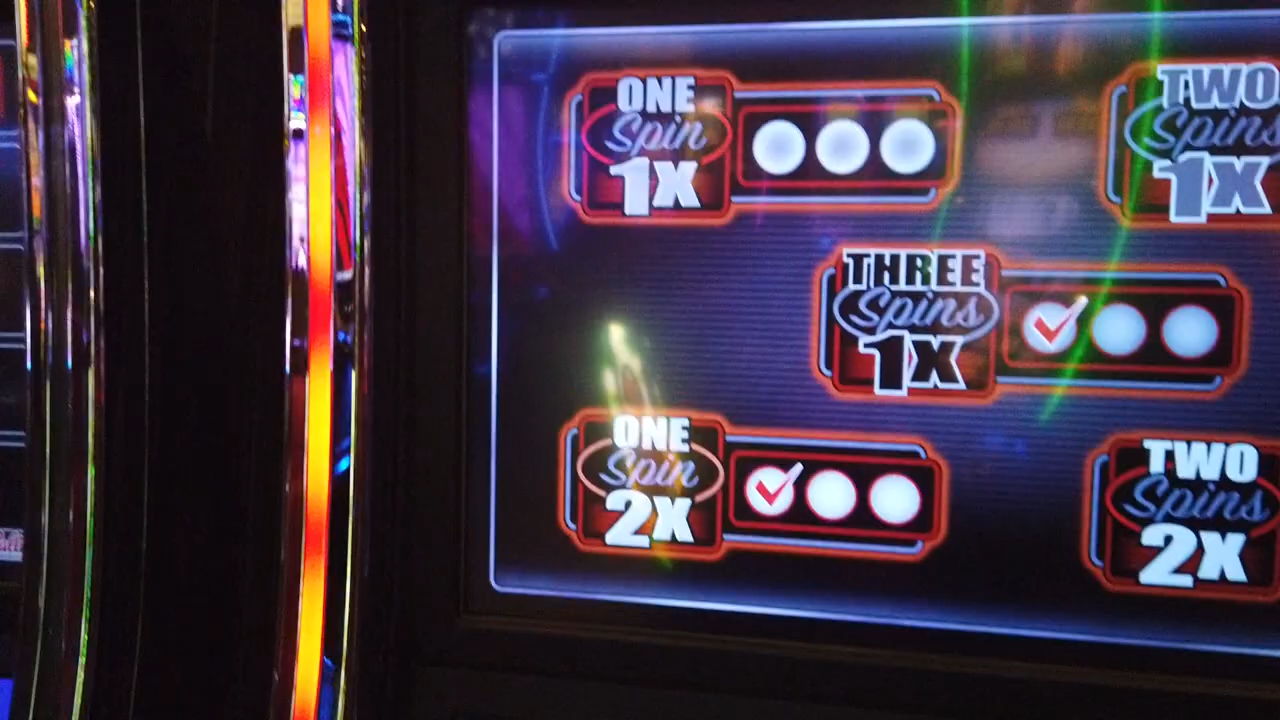 ONE
Spin
1X
TWO
Spins
1X
THREE
Spins
1X
ONE
Spin
2X
TWO
Spins
2X